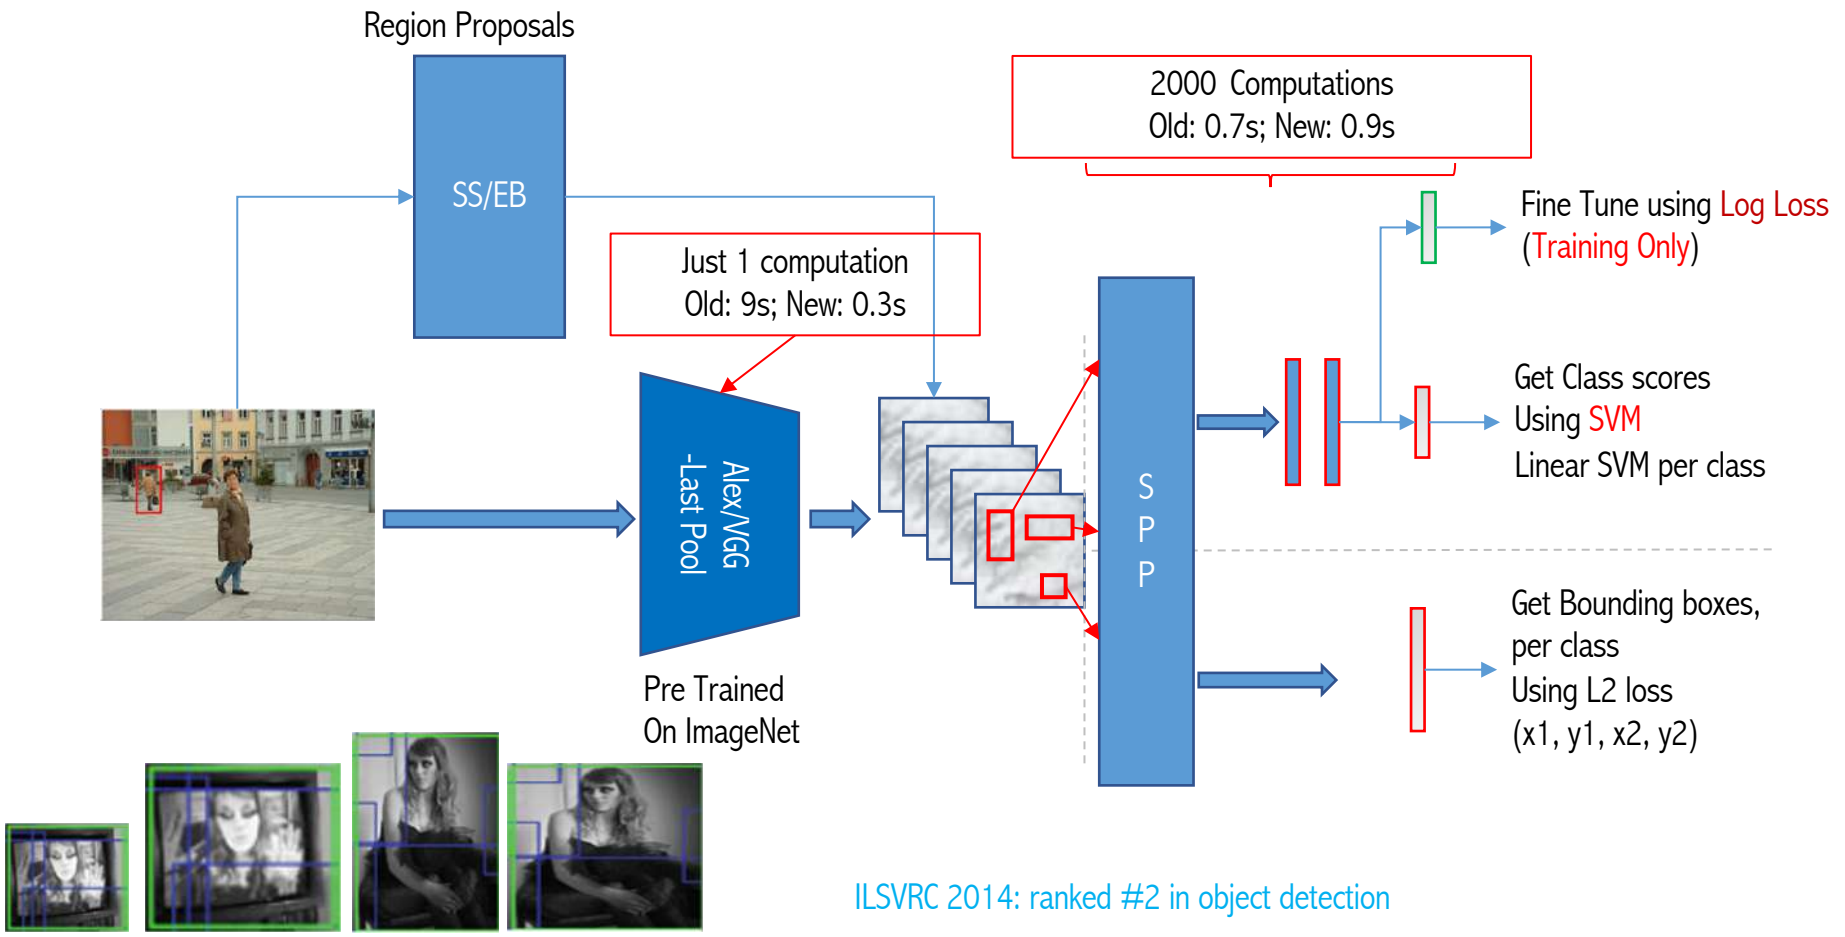 Region Proposals
SS/EB
2000 Computations
Old: 0.7s; New: 0.9s
Just 1 computation
Old: 9s; New: 0.3s
Fine Tune using Log Loss
(Training Only)
Alex/VGG
-Last Pool
S
P
P
Get Class scores
Using SVM
Linear SVM per class
Get Bounding boxes,
per class
Using L2 loss
(x1, y1, x2, y2)
Pre Trained
On ImageNet
ILSVRC 2014: ranked #2 in object detection